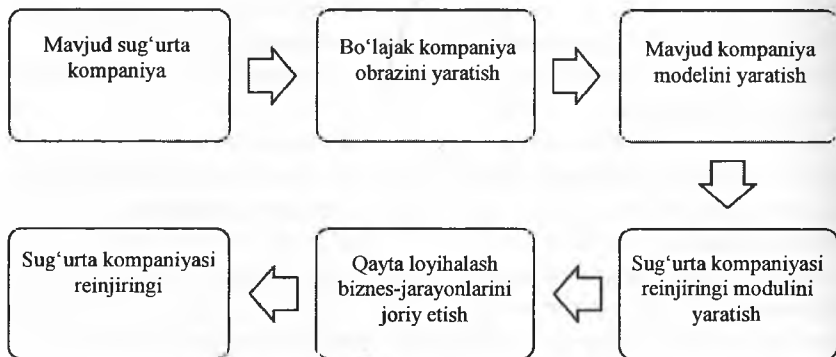 Mavjud sug‘urta
kompaniya
Bo‘lajak kompaniya
obrazini yaratish
Mavjud kompaniya
modelini yaratish
Sug‘urta kompaniyasi
reinjiringi modulini
yaratish
Qayta loyihalash
biznes-jarayonlarini
joriy etish
Sug‘urta kompaniyasi
reinjiringi